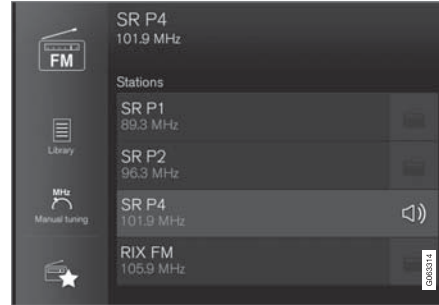 FM
SR P4
101.9 MHz
Stations
SR P1
89.3 MHz
Library
SR P2
96.3 MHz
MHz
Manual tuning
SR P4
101.9 MHz
RIX FM
105.9 MHz
G063314